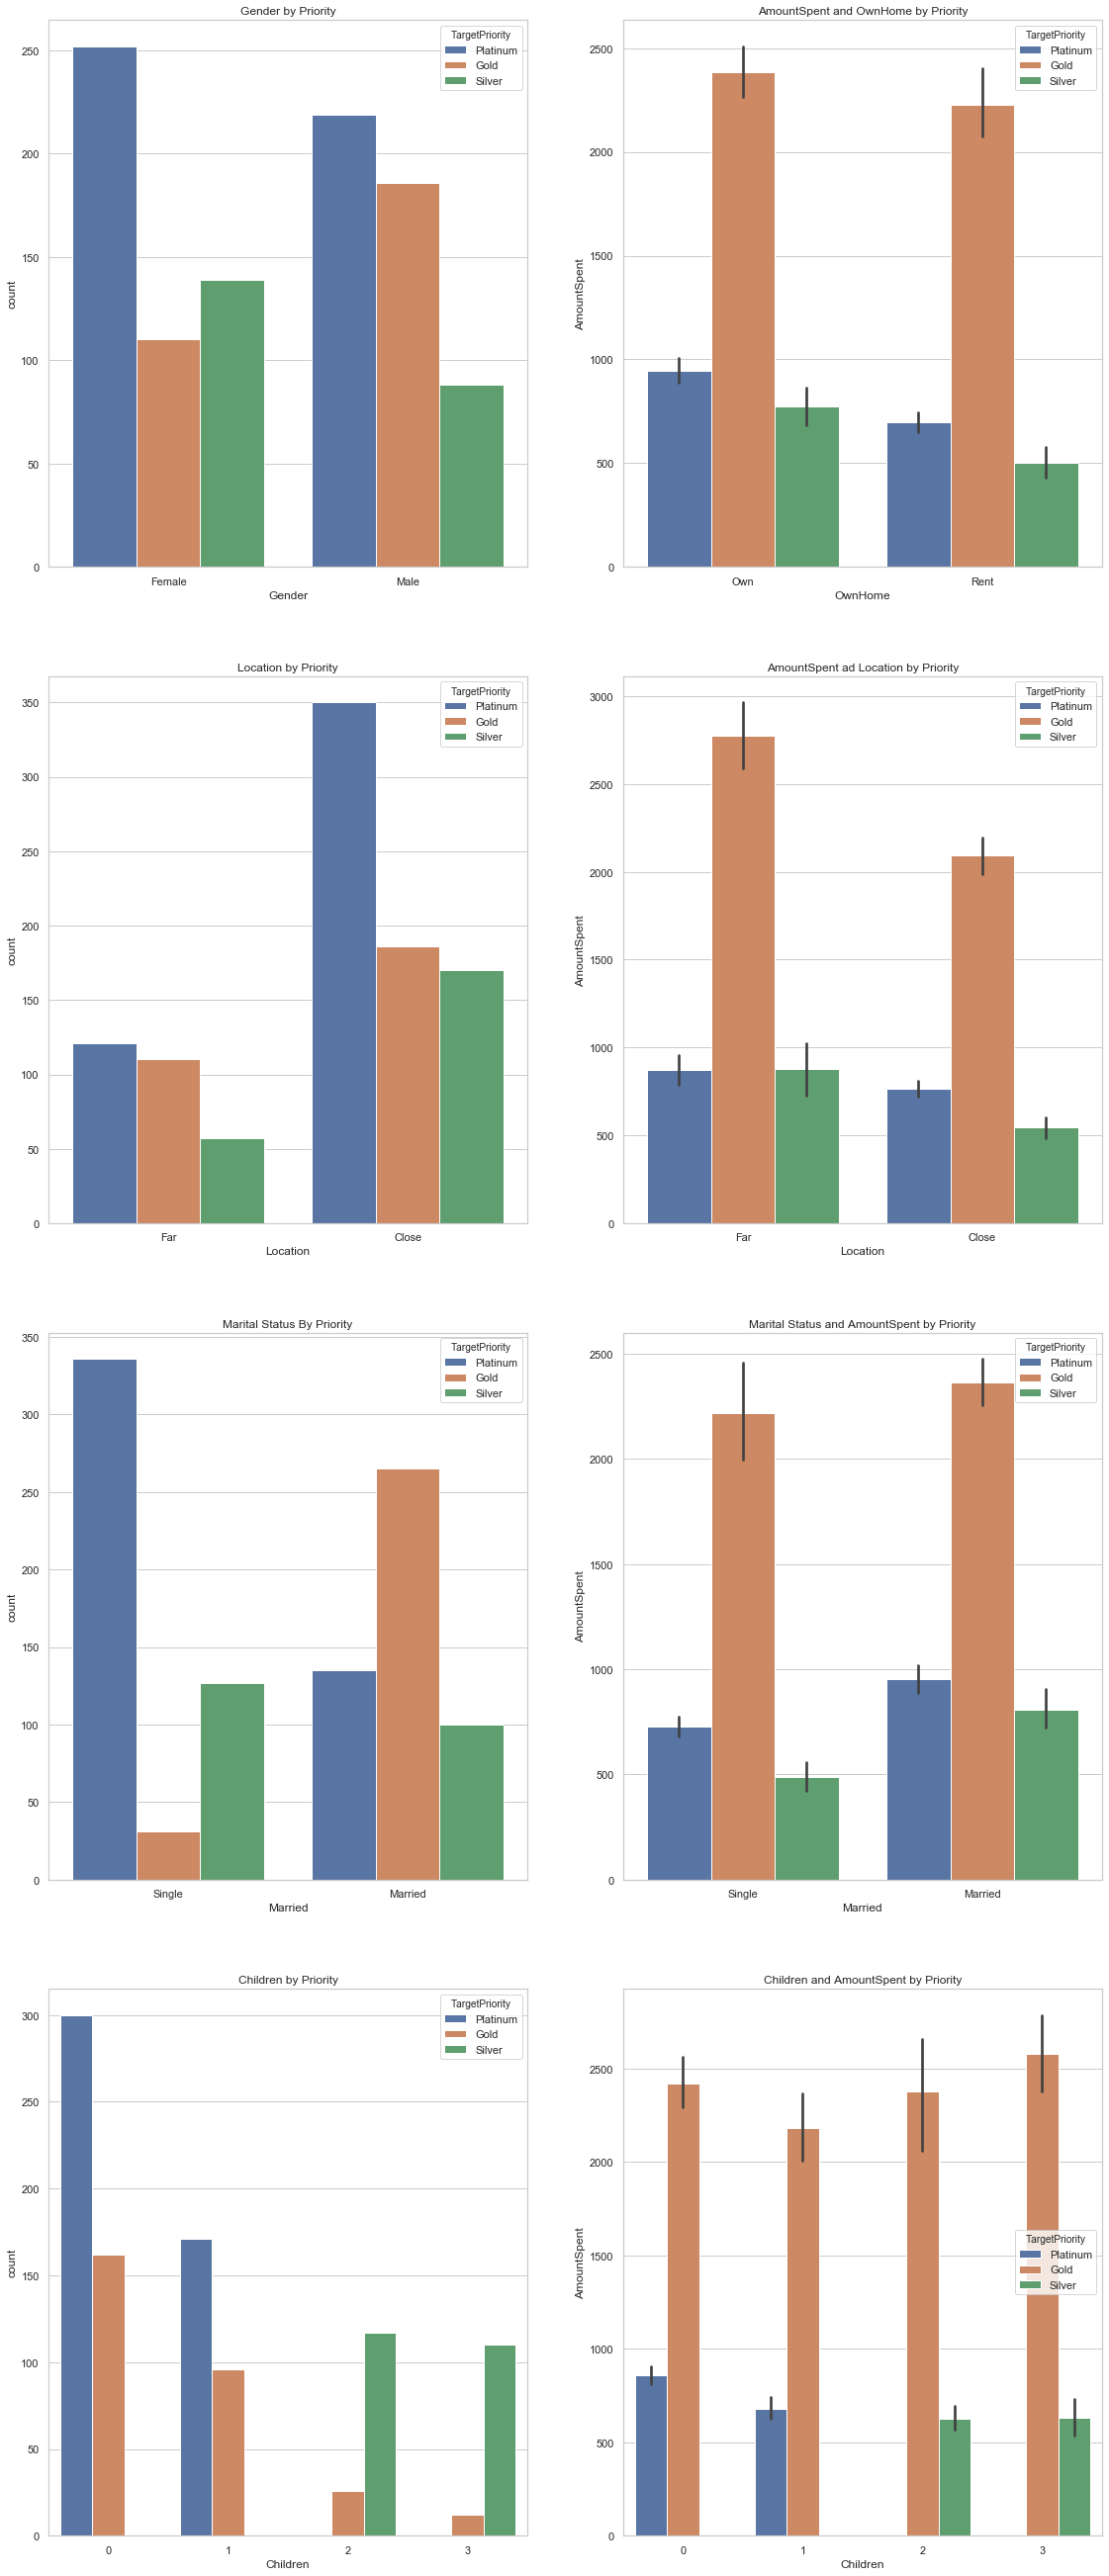 Gender by Priority
250
200
150
100
50
0
count
Female
Male
Gender
TargetPriority
Platinum
Gold
Silver
AmountSpent and OwnHome by Priority
2500
2000
1500
1000
500
0
AmountSpent
Own
Rent
OwnHome
TargetPriority
Platinum
Gold
Silver
Location by Priority
350
300
250
200
150
100
50
0
count
Far
Close
Location
TargetPriority
Platinum
Gold
Silver
AmountSpent ad Location by Priority
3000
2500
2000
1500
1000
500
0
AmountSpent
Far
Close
Location
TargetPriority
Platinum
Gold
Silver
Marital Status By Priority
350
300
250
200
150
100
50
0
count
Single
Married
Married
TargetPriority
Platinum
Gold
Silver
Marital Status and AmountSpent by Priority
2500
2000
1500
1000
500
0
AmountSpent
Single
Married
Married
TargetPriority
Platinum
Gold
Silver
Children by Priority
300
250
200
150
100
50
0
count
0
1
2
3
Children
TargetPriority
Platinum
Gold
Silver
Children and AmountSpent by Priority
2500
2000
1500
1000
500
0
AmountSpent
0
1
2
3
Children
TargetPriority
Platinum
Gold
Silver